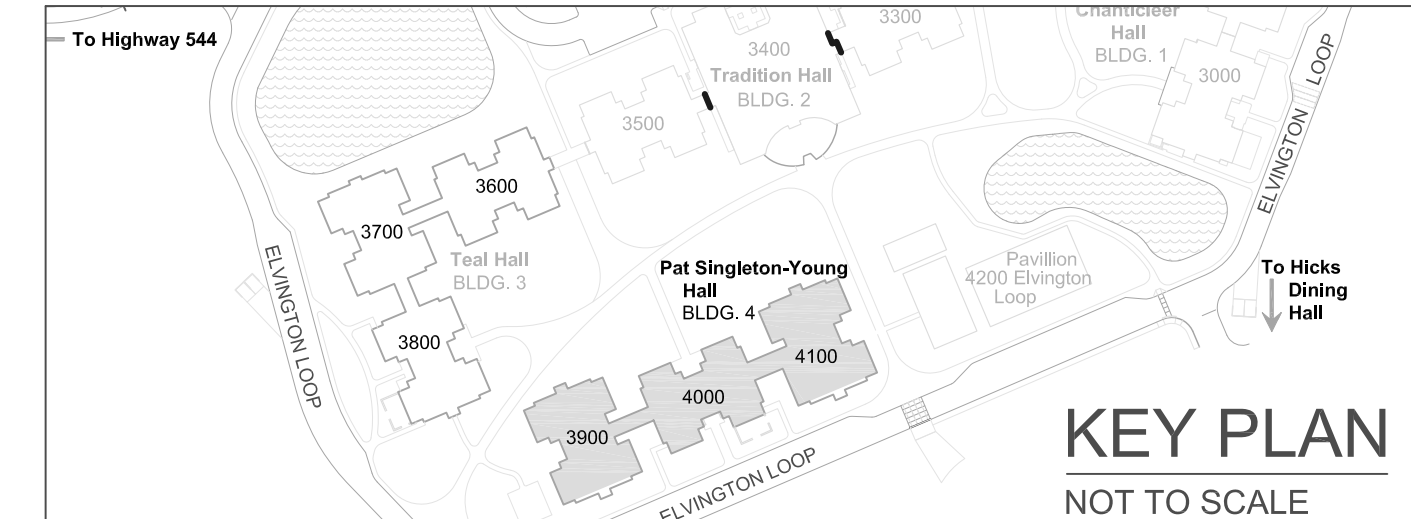 To Highway 544
3400
Tradition Hall
BLDG. 2
3300
Chanticleer
Hall
BLDG. 1
3000
ELVINGTON LOOP
3500
3600
3700
Teal Hall
BLDG. 3
3800
ELVINGTON LOOP
Pat Singleton-Young
Hall
BLDG. 4
4100
4000
3900
Pavillion
4200 Elvington
Loop
To Hicks
Dining
Hall
ELVINGTON LOOP
KEY PLAN
NOT TO SCALE